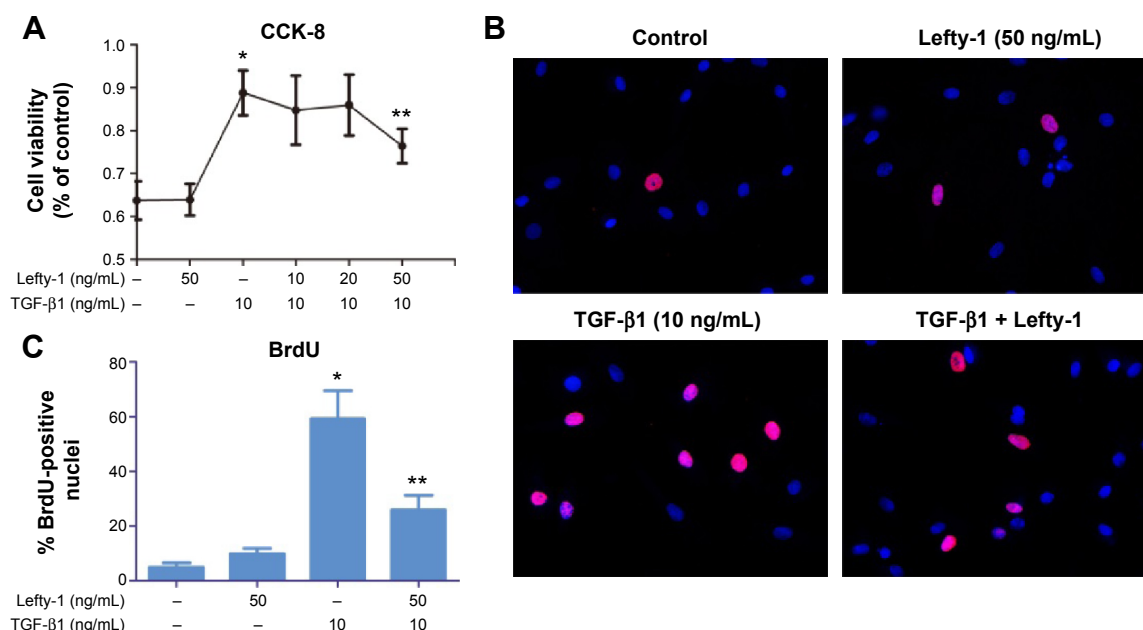 A
CCK-8
Cell viability
(% of control)
1.0
0.9
0.8
0.7
0.6
0.5
*
**
Lefty-1 (ng/mL) – 50 – 10 20 50
TGF-β1 (ng/mL) – – 10 10 10 10
B
Control
Lefty-1 (50 ng/mL)
TGF-β1 (10 ng/mL)
TGF-β1 + Lefty-1
C
BrdU
% BrdU-positive
nuclei
80
60
40
20
0
*
**
Lefty-1 (ng/mL) – 50 – 50
TGF-β1 (ng/mL) – – 10 10